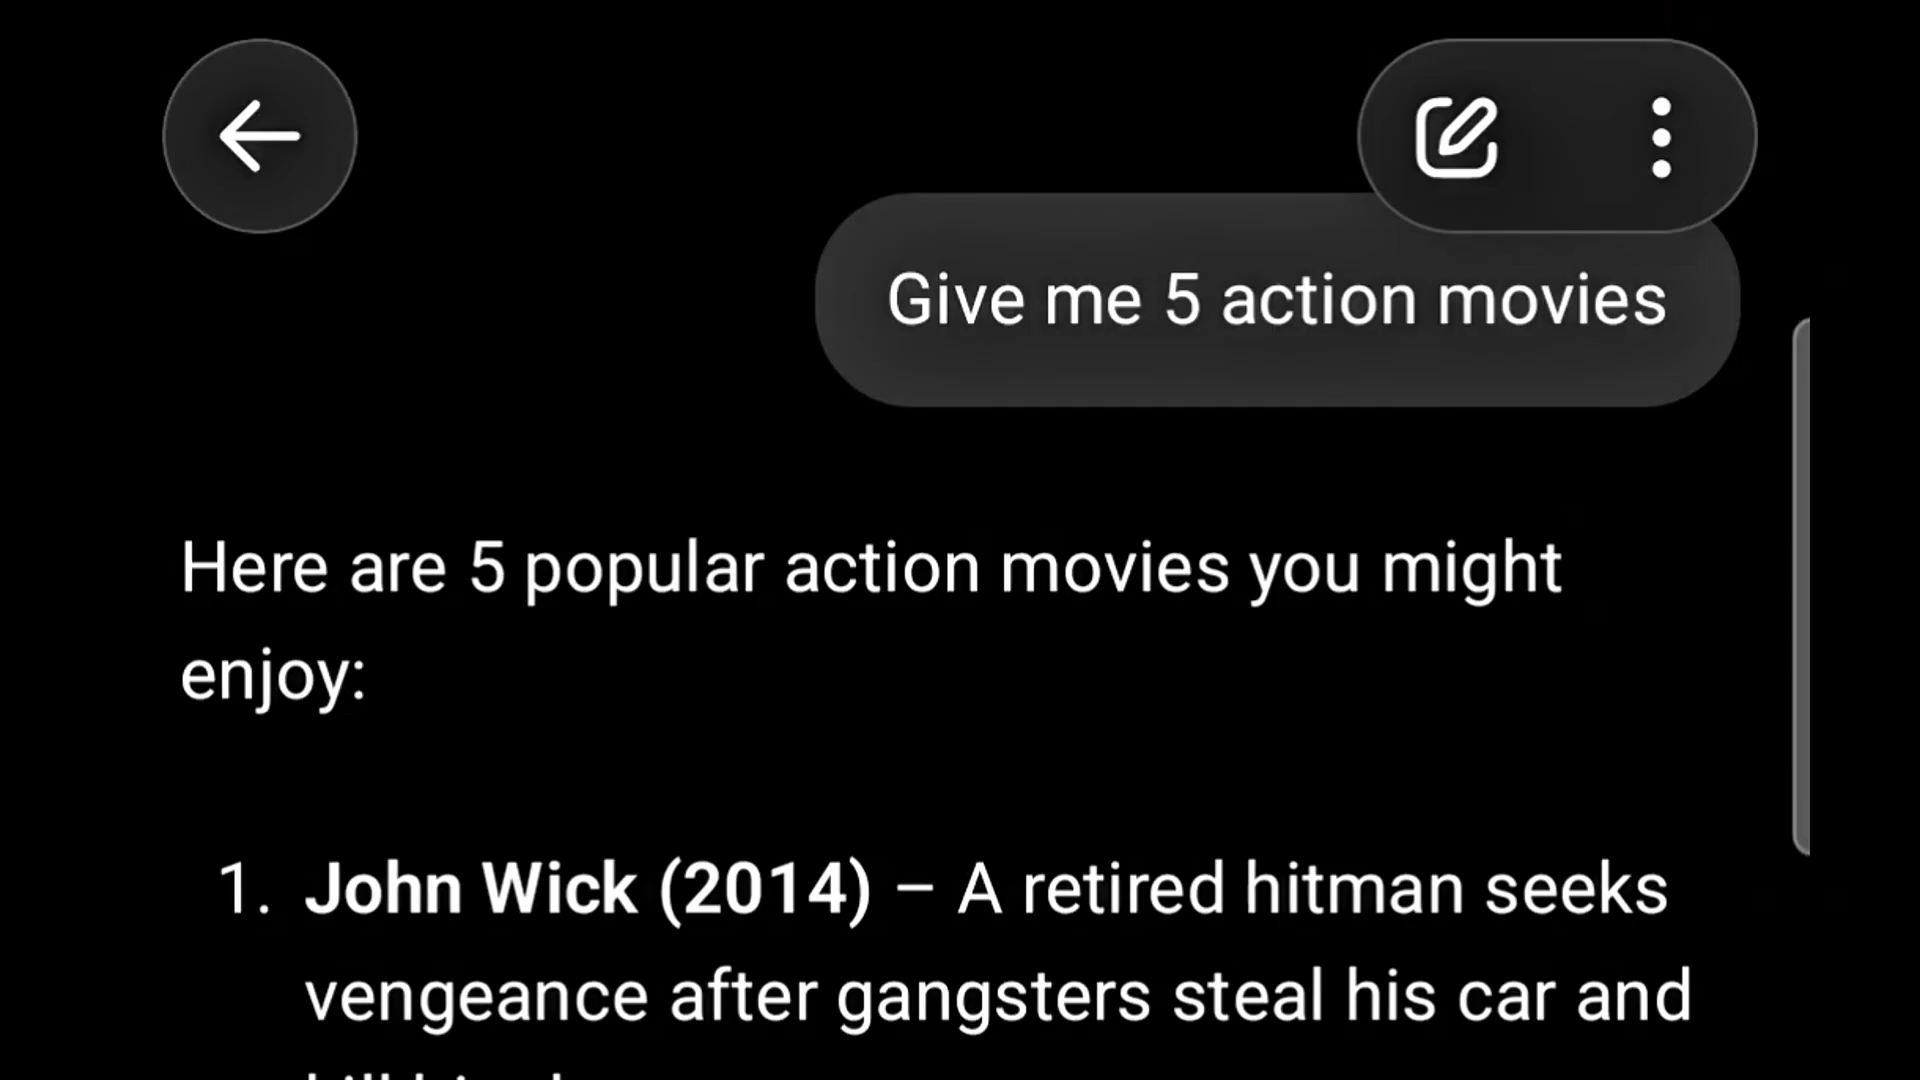 Give me 5 action movies
Here are 5 popular action movies you might
enjoy:
1. John Wick (2014) – A retired hitman seeks
vengeance after gangsters steal his car and